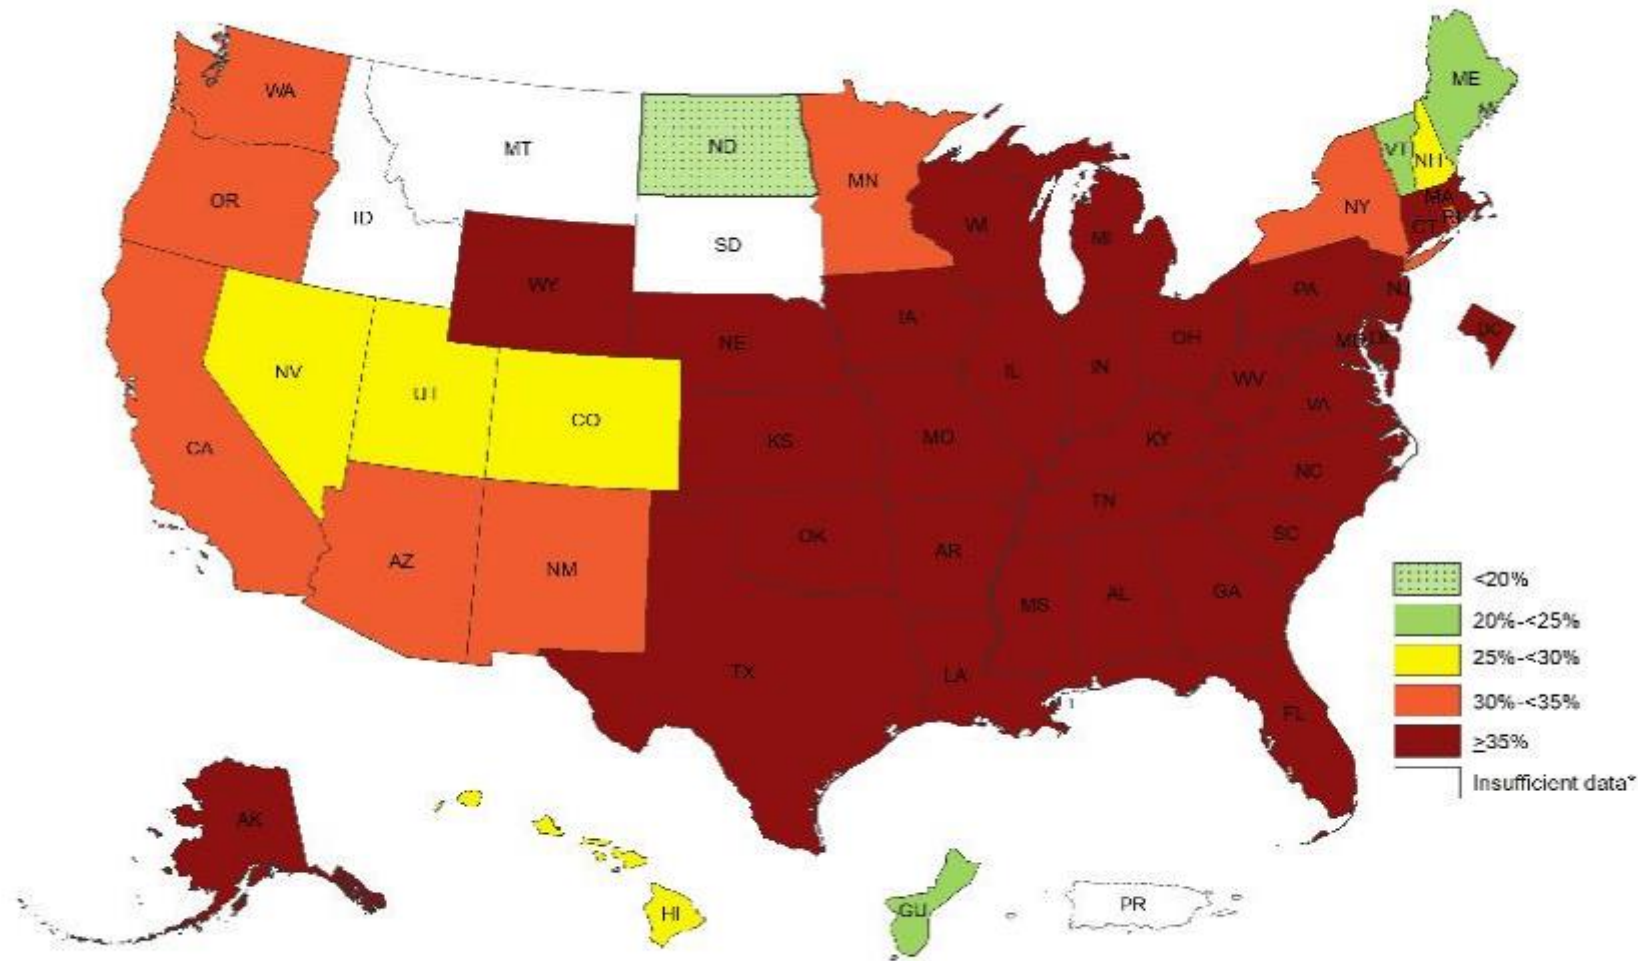 ME
WA
MT
ND
MN
VT
NH
OR
ID
SD
WI
MI
NY
MA
RI
CT
WY
NE
IA
IL
IN
OH
PA
NJ
MD
DE
DC
NV
UT
CO
KS
MO
KY
WV
VA
CA
AZ
NM
OK
AR
TN
NC
SC
MS
AL
GA
TX
LA
FL
AK
HI
GU
PR
<20%
20%-<25%
25%-<30%
30%-<35%
≥35%
Insufficient data*